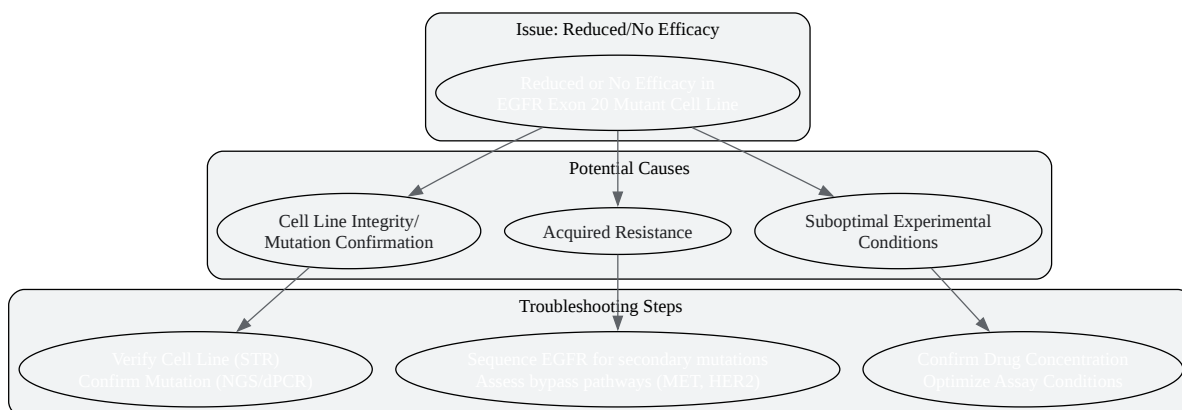 Issue: Reduced/No Efficacy
Reduced or No Efficacy in
EGFR Exon 20 Mutant Cell Line
Potential Causes
Cell Line Integrity/
Mutation Confirmation
Acquired Resistance
Suboptimal Experimental
Conditions
Troubleshooting Steps
Verify Cell Line (STR)
Confirm Mutation (NGS/dPCR)
Sequence EGFR for secondary mutations
Assess bypass pathways (MET, HER2)
Confirm Drug Concentration
Optimize Assay Conditions